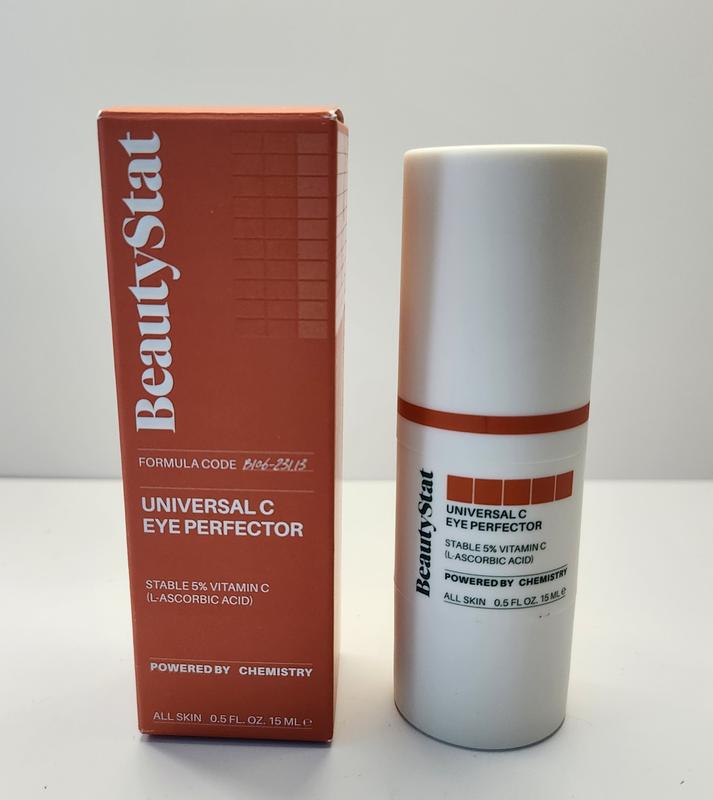 BeautyStat
FORMULA CODE B106-23L13
UNIVERSAL C
EYE PERFECTOR
STABLE 5% VITAMIN C
(L-ASCORBIC ACID)
POWERED BY CHEMISTRY
ALL SKIN 0.5 FL. OZ. 15 ML ℮
BeautyStat
UNIVERSAL C
EYE PERFECTOR
STABLE 5% VITAMIN C
(L-ASCORBIC ACID)
POWERED BY CHEMISTRY
ALL SKIN 0.5 FL OZ. 15 ML ℮